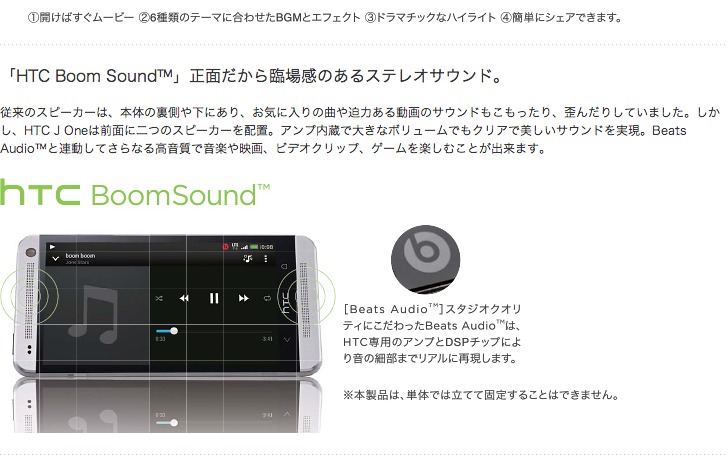 ①開けばすぐムービー ②6種類のテーマに合わせたBGMとエフェクト ③ドラマチックなハイライト ④簡単にシェアできます。
「HTC Boom Sound™」正面だから臨場感のあるステレオサウンド。
従来のスピーカーは、本体の裏側や下にあり、お気に入りの曲や迫力ある動画のサウンドもこもったり、歪んだりしていました。しか
し、HTC J Oneは前面に二つのスピーカーを配置。アンプ内蔵で大きなボリュームでもクリアで美しいサウンドを実現。Beats
Audio™と連動してさらなる高音質で音楽や映画、ビデオクリップ、ゲームを楽しむことが出来ます。
hTC BoomSound™
LTE 10:08
boom boom
hTC
0:33 -3:41
[Beats Audio™]スタジオクオリ
ティにこだわったBeats Audio™は、
HTC専用のアンプとDSPチップによ
り音の細部までリアルに再現します。
※本製品は、単体では立てて固定することはできません。